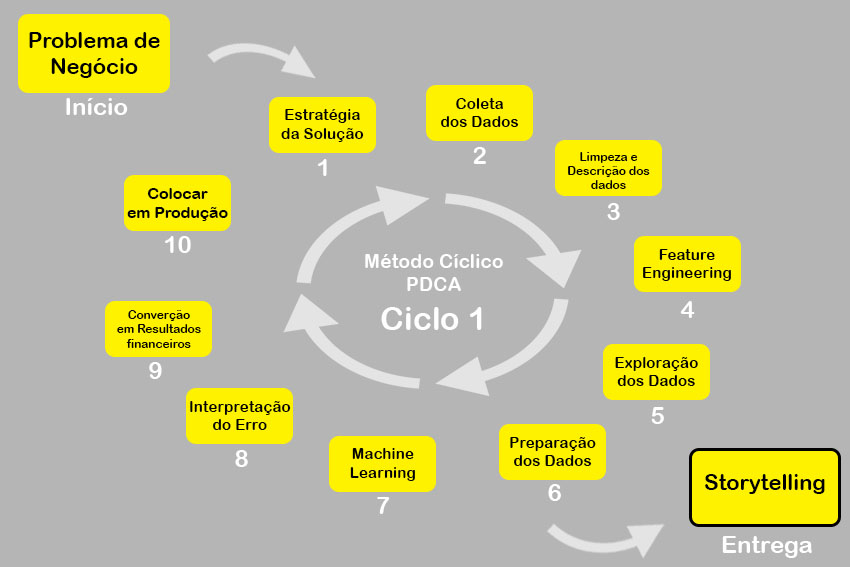 Problema de
Negócio
Início
Estratégia
da Solução
1
Coleta
dos Dados
2
Limpeza e
Descrição dos
dados
3
Feature
Engineering
4
Exploração
dos Dados
5
Preparação
dos Dados
6
Machine
Learning
7
Interpretação
do Erro
8
Converção
em Resultados
financeiros
9
Colocar
em Produção
10
Método Cíclico
PDCA
Ciclo 1
Storytelling
Entrega